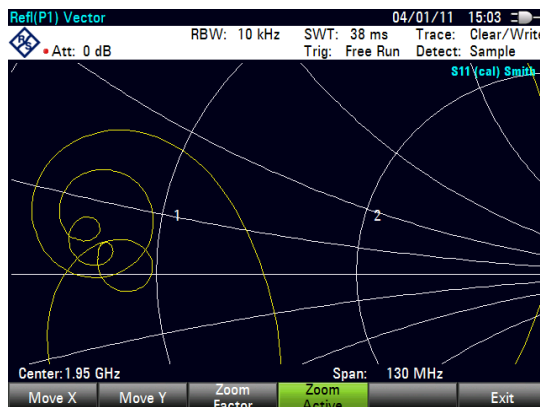 Refl(P1) Vector 04/01/11 15:03
RBW: 10 kHz SWT: 38 ms Trace: Clear/Write
Att: 0 dB Trig: Free Run Detect: Sample
S11 (cal) Smith
1 2
Center:1.95 GHz Span: 130 MHz
Move X Move Y Zoom Factor Zoom Active Exit